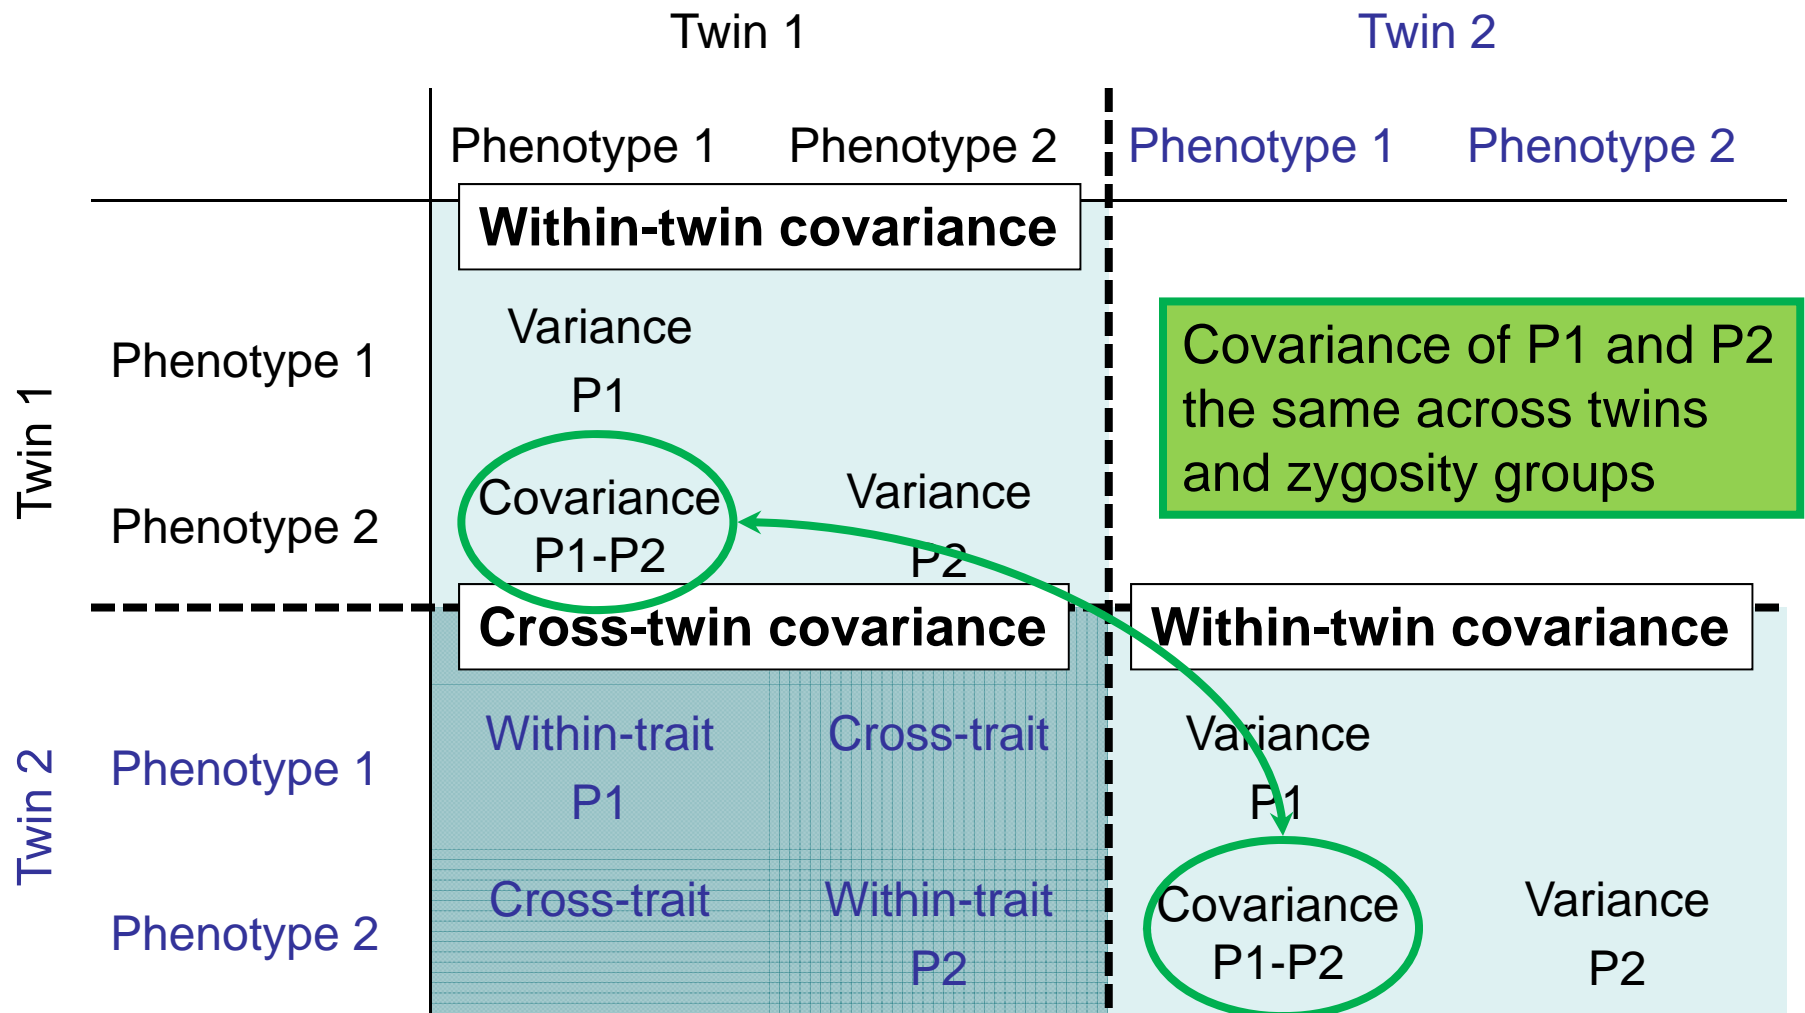 Twin 1
Twin 2
Phenotype 1
Phenotype 2
Phenotype 1
Phenotype 2
Within-twin covariance
Twin 1
Phenotype 1
Variance
P1
Covariance of P1 and P2
the same across twins
and zygosity groups
Phenotype 2
Covariance
P1-P2
Variance
P2
Cross-twin covariance
Within-twin covariance
Twin 2
Phenotype 1
Within-trait
P1
Cross-trait
Variance
P1
Phenotype 2
Cross-trait
Within-trait
P2
Covariance
P1-P2
Variance
P2